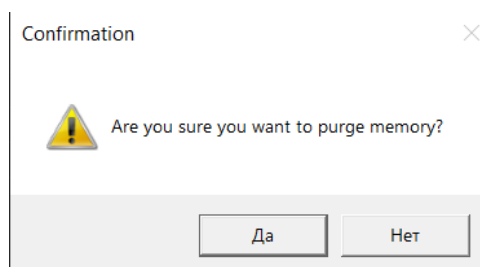 Confirmation
Are you sure you want to purge memory?
Да
Нет